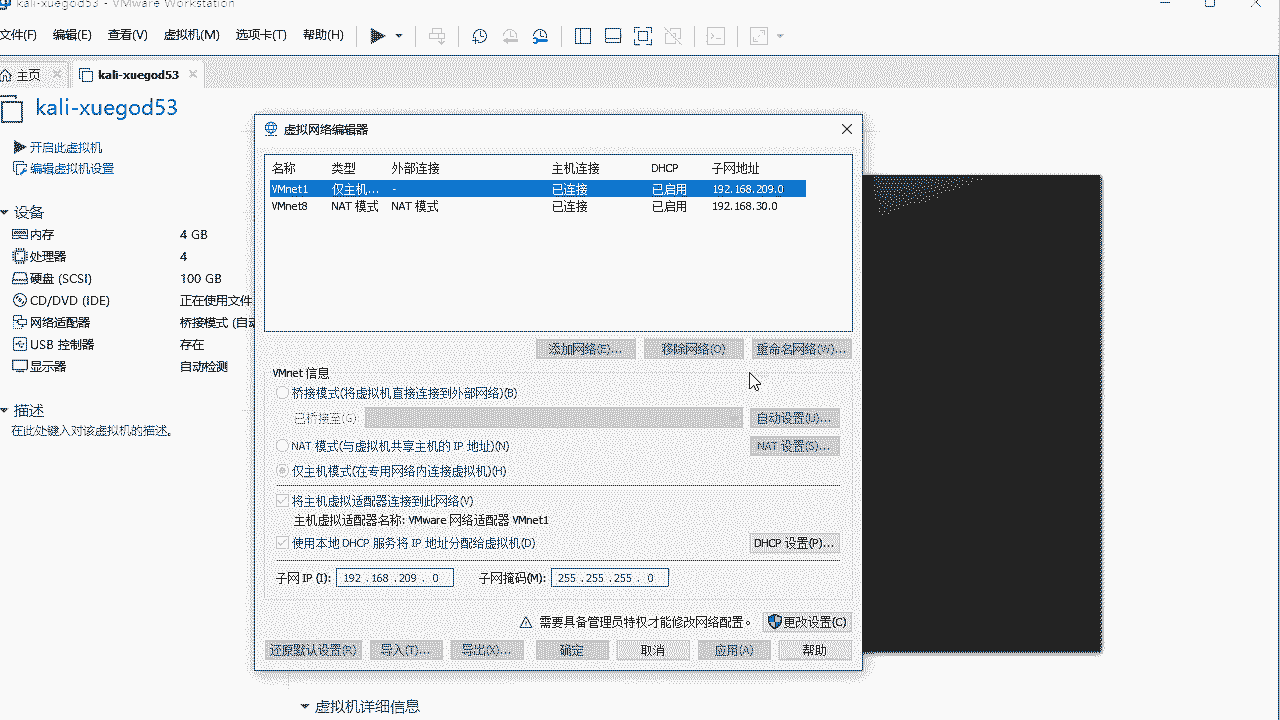 kali-xuegod53 - VMware Workstation
文件(F) 编辑(E) 查看(V) 虚拟机(M) 选项卡(T) 帮助(H)
主页 kali-xuegod53
kali-xuegod53
开启此虚拟机
编辑虚拟机设置
设备
内存 4 GB
处理器 4
硬盘 (SCSI) 100 GB
CD/DVD (IDE) 正在使用文件
网络适配器 桥接模式 (自动
USB 控制器 存在
显示器 自动检测
描述
在此处键入对该虚拟机的描述。
虚拟网络编辑器
名称 类型 外部连接 主机连接 DHCP 子网地址
VMnet1 仅主机... - 已连接 已启用 192.168.209.0
VMnet8 NAT 模式 NAT 模式 已连接 已启用 192.168.30.0
添加网络(E)... 移除网络(O) 重命名网络(W)...
VMnet 信息
桥接模式(将虚拟机直接连接到外部网络)(B)
已桥接至(G): 自动设置(U)...
NAT 模式(与虚拟机共享主机的 IP 地址)(N) NAT 设置(S)...
仅主机模式(在专用网络内连接虚拟机)(H)
将主机虚拟适配器连接到此网络(V)
主机虚拟适配器名称: VMware 网络适配器 VMnet1
使用本地 DHCP 服务将 IP 地址分配给虚拟机(D) DHCP 设置(P)...
子网 IP (I): 192 . 168 . 209 . 0 子网掩码(M): 255 . 255 . 255 . 0
需要具备管理员特权才能修改网络配置。 更改设置(C)
还原默认设置(R) 导入(T)... 导出(X)... 确定 取消 应用(A) 帮助
虚拟机详细信息